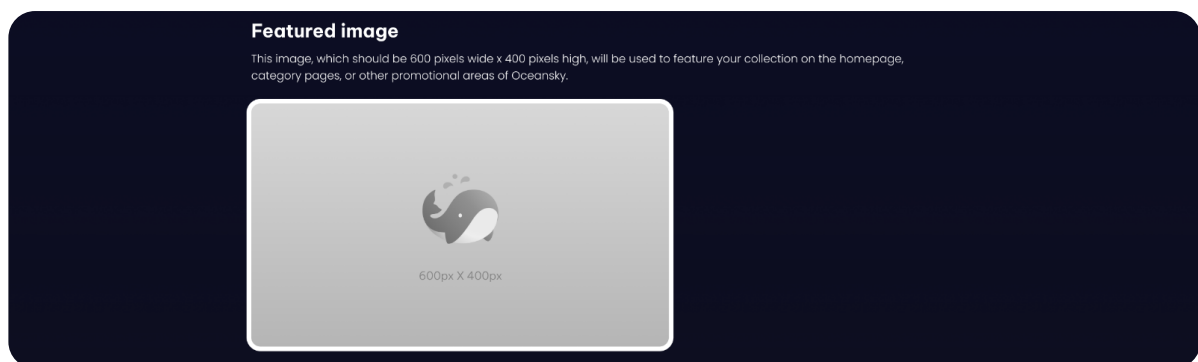 Featured image
This image, which should be 600 pixels wide x 400 pixels high, will be used to feature your collection on the homepage,
category pages, or other promotional areas of Oceansky.
600px X 400px